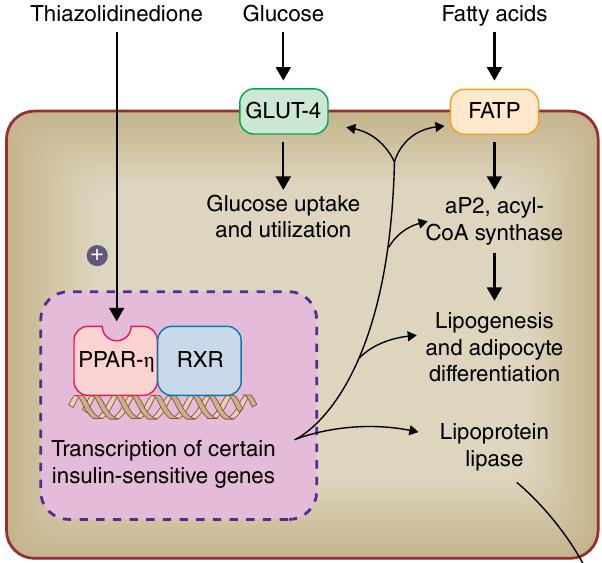 Thiazolidinedione
Glucose
Fatty acids
GLUT-4
FATP
Glucose uptake
and utilization
aP2, acyl-
CoA synthase
+
Lipogenesis
and adipocyte
differentiation
PPAR-η
RXR
Transcription of certain
insulin-sensitive genes
Lipoprotein
lipase